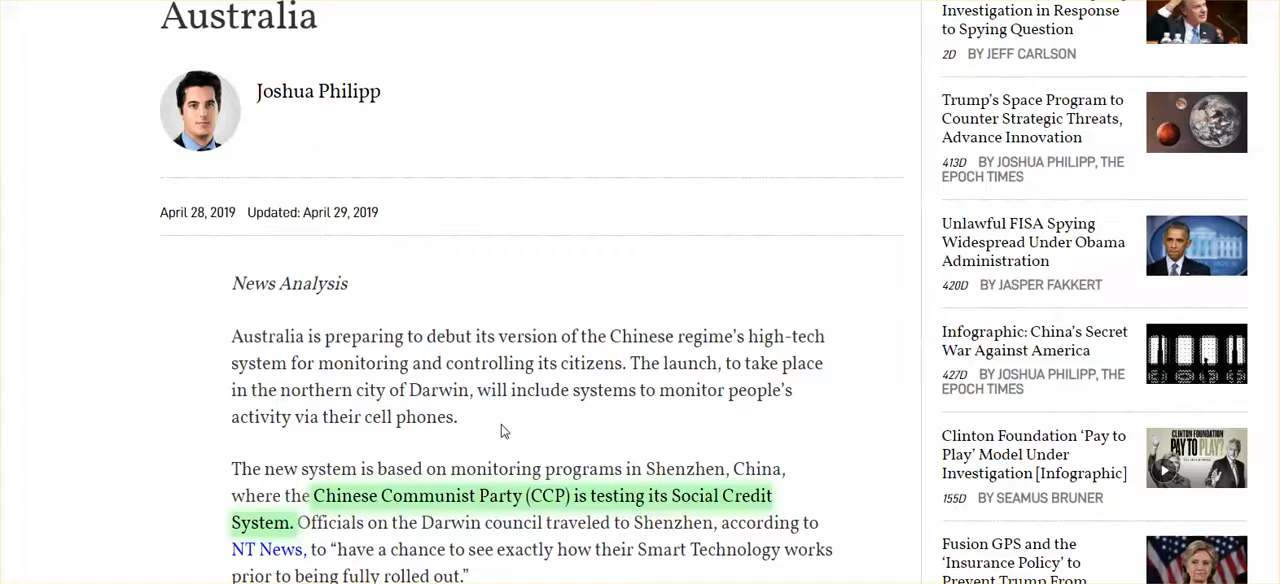 Australia
Joshua Philipp
April 28, 2019 Updated: April 29, 2019
News Analysis
Australia is preparing to debut its version of the Chinese regime’s high-tech
system for monitoring and controlling its citizens. The launch, to take place
in the northern city of Darwin, will include systems to monitor people’s
activity via their cell phones.
The new system is based on monitoring programs in Shenzhen, China,
where the Chinese Communist Party (CCP) is testing its Social Credit
System. Officials on the Darwin council traveled to Shenzhen, according to
NT News, to “have a chance to see exactly how their Smart Technology works
prior to being fully rolled out.”
Investigation in Response
to Spying Question
2D BY JEFF CARLSON
Trump’s Space Program to
Counter Strategic Threats,
Advance Innovation
413D BY JOSHUA PHILIPP, THE
EPOCH TIMES
Unlawful FISA Spying
Widespread Under Obama
Administration
420D BY JASPER FAKKERT
Infographic: China’s Secret
War Against America
427D BY JOSHUA PHILIPP, THE
EPOCH TIMES
Clinton Foundation ‘Pay to
Play’ Model Under
Investigation [Infographic]
155D BY SEAMUS BRUNER
CLINTON FOUNDATION
PAY TO
PLAY?
Fusion GPS and the
‘Insurance Policy’ to
Prevent Trump From